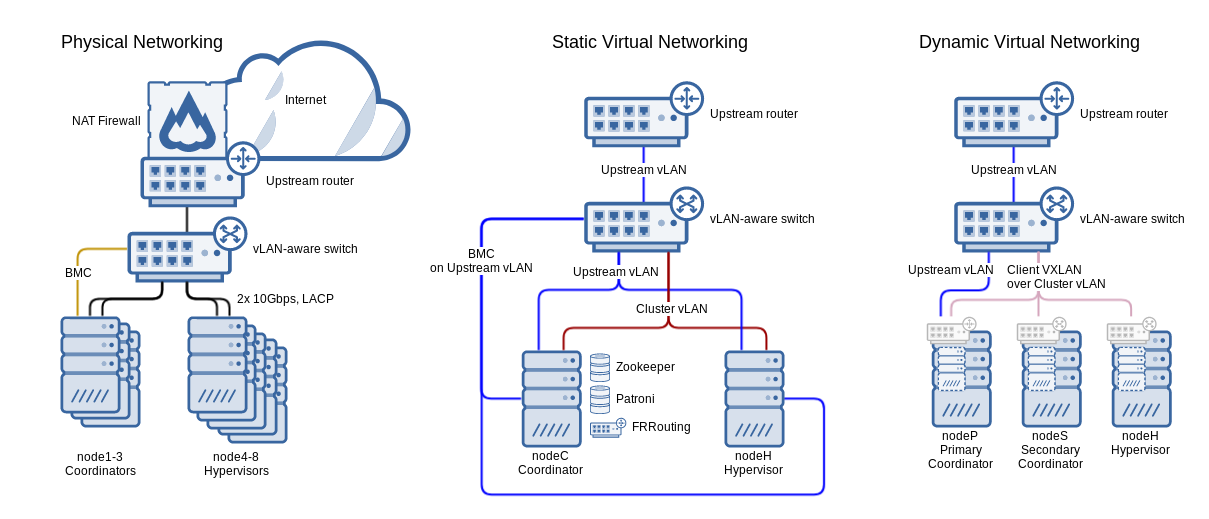 Physical Networking
Internet
NAT Firewall
Upstream router
vLAN-aware switch
BMC
2x 10Gbps, LACP
node1-3
Coordinators
node4-8
Hypervisors
Static Virtual Networking
Upstream router
Upstream vLAN
vLAN-aware switch
BMC
on Upstream vLAN
Upstream vLAN
Cluster vLAN
Zookeeper
Patroni
FRRouting
nodeC
Coordinator
nodeH
Hypervisor
Dynamic Virtual Networking
Upstream router
Upstream vLAN
vLAN-aware switch
Upstream vLAN
Client VXLAN
over Cluster vLAN
nodeP
Primary
Coordinator
nodeS
Secondary
Coordinator
nodeH
Hypervisor